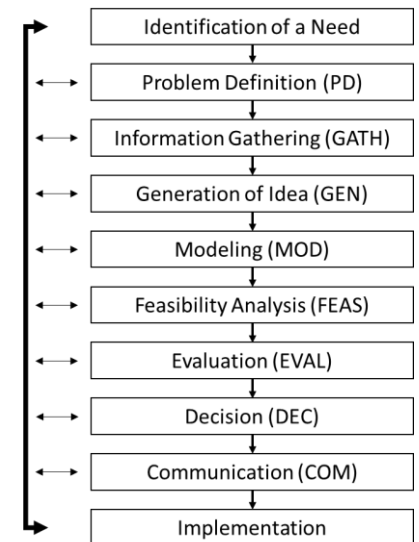 Identification of a Need
Problem Definition (PD)
Information Gathering (GATH)
Generation of Idea (GEN)
Modeling (MOD)
Feasibility Analysis (FEAS)
Evaluation (EVAL)
Decision (DEC)
Communication (COM)
Implementation